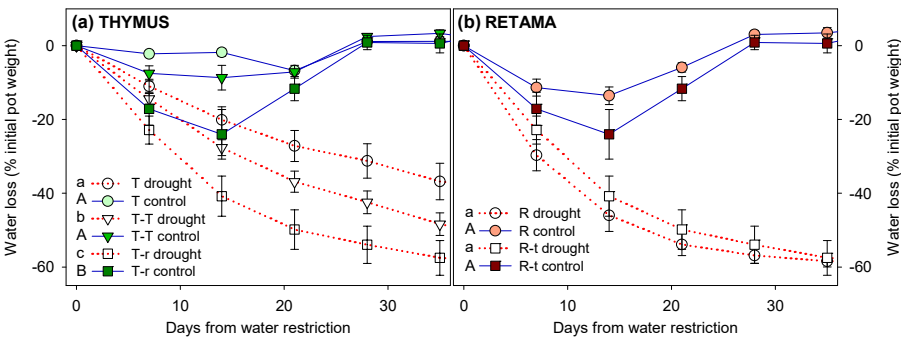 (a) THYMUS
(b) RETAMA
Water loss (% initial pot weight)
0
-20
-40
-60
a T drought
A T control
b T-T drought
A T-T control
c T-r drought
B T-r control
0 10 20 30
Days from water restriction
a R drought
A R control
a R-t drought
A R-t control
0 10 20 30
Days from water restriction
0
-20
-40
-60
Water loss (% initial pot weight)